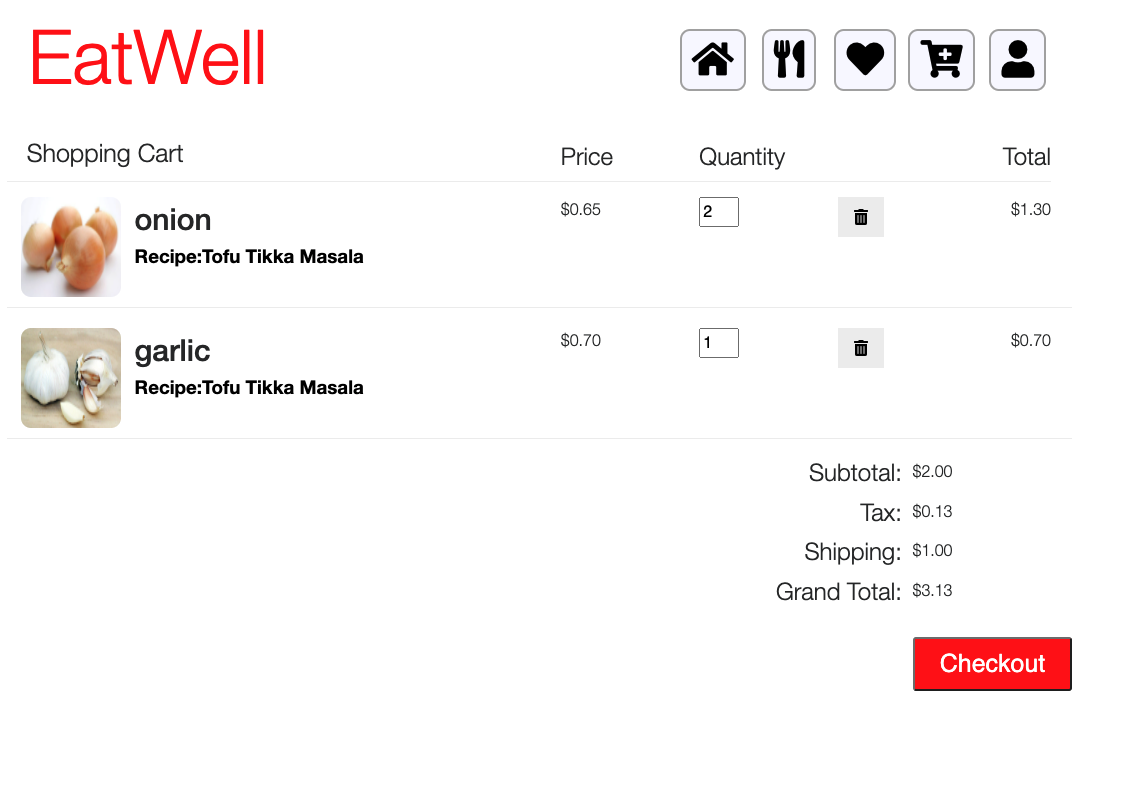 EatWell
Shopping Cart Price Quantity Total
onion $0.65 2 $1.30
Recipe:Tofu Tikka Masala
garlic $0.70 1 $0.70
Recipe:Tofu Tikka Masala
Subtotal: $2.00
Tax: $0.13
Shipping: $1.00
Grand Total: $3.13
Checkout